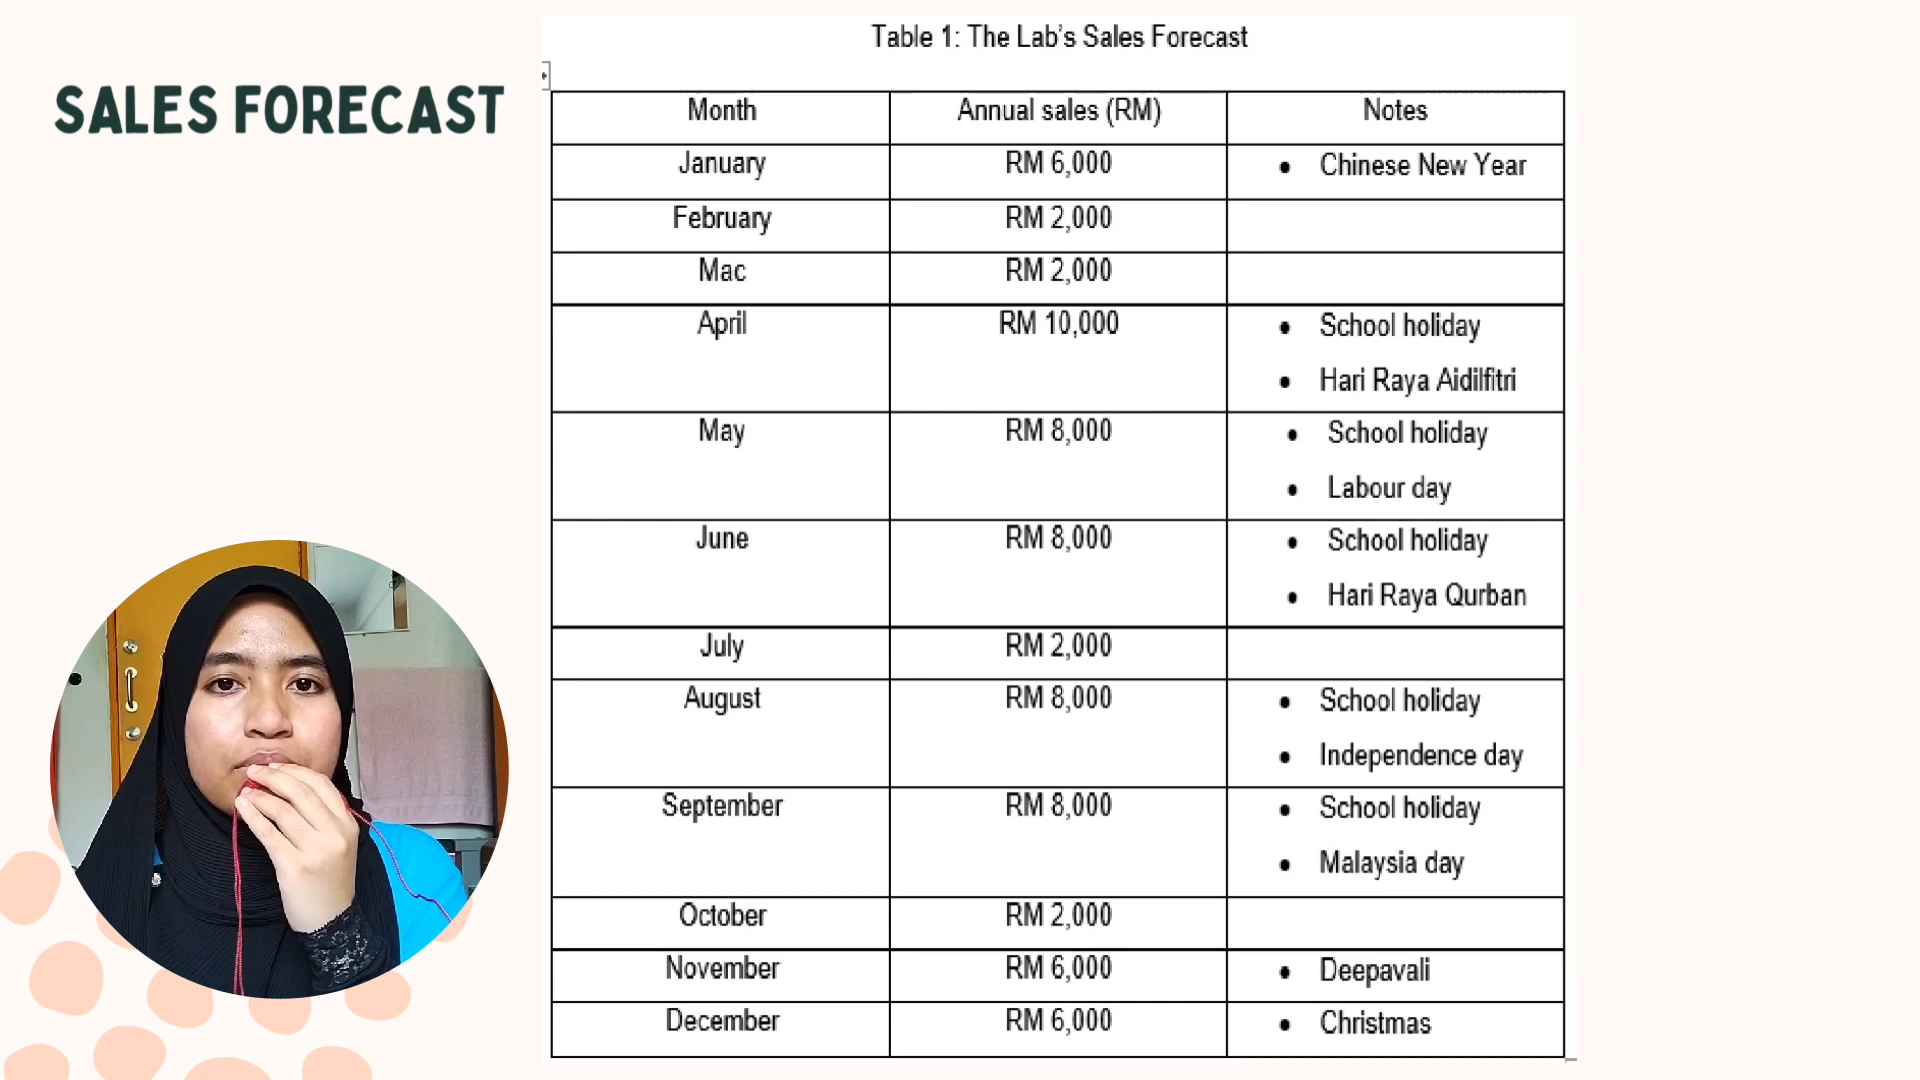 SALES FORECAST
Table 1: The Lab's Sales Forecast
Month Annual sales (RM) Notes
January RM 6,000 • Chinese New Year
February RM 2,000
Mac RM 2,000
April RM 10,000 • School holiday
• Hari Raya Aidilfitri
May RM 8,000 • School holiday
• Labour day
June RM 8,000 • School holiday
• Hari Raya Qurban
July RM 2,000
August RM 8,000 • School holiday
• Independence day
September RM 8,000 • School holiday
• Malaysia day
October RM 2,000
November RM 6,000 • Deepavali
December RM 6,000 • Christmas